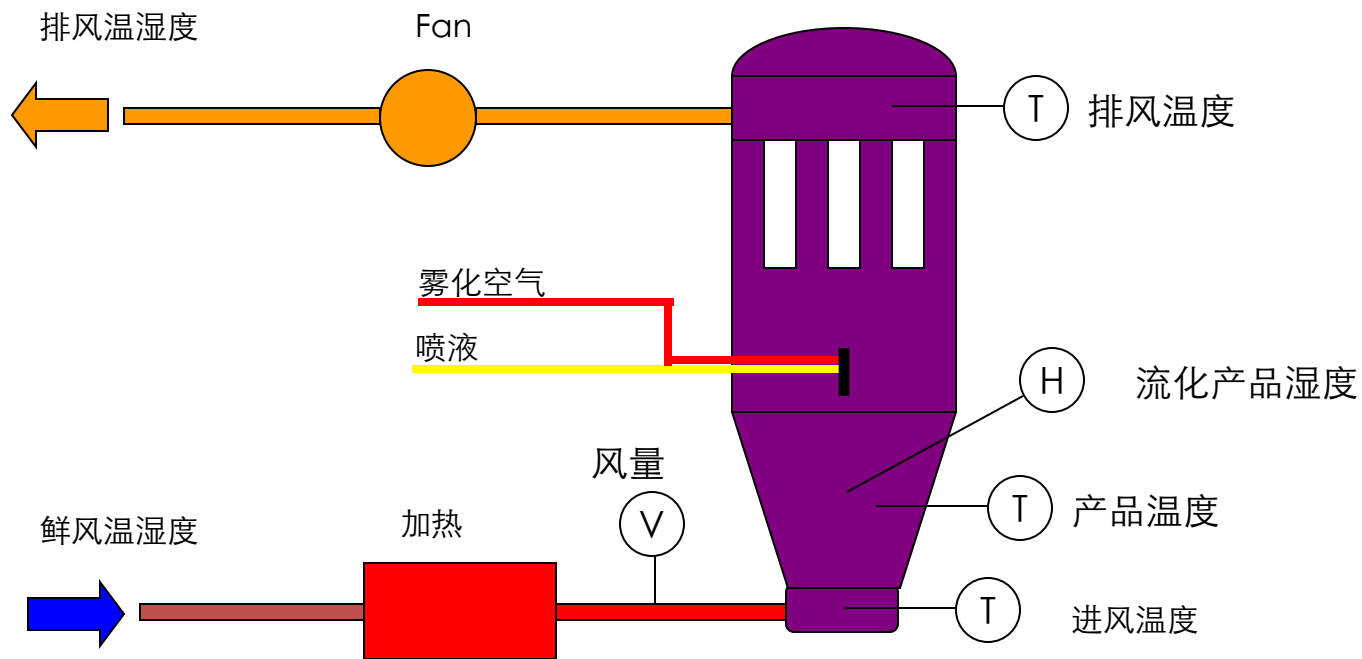 排风温湿度
Fan
T
排风温度
雾化空气
喷液
H
流化产品湿度
风量
V
T
产品温度
鲜风温湿度
加热
T
进风温度